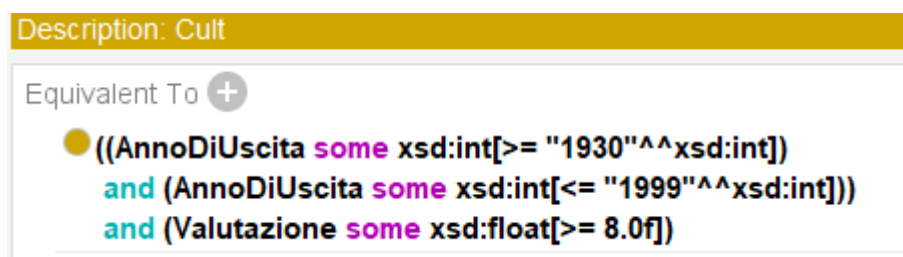 Description: Cult
Equivalent To
((AnnoDiUscita some xsd:int[>= "1930"^^xsd:int])
and (AnnoDiUscita some xsd:int[<= "1999"^^xsd:int]))
and (Valutazione some xsd:float[>= 8.0f])